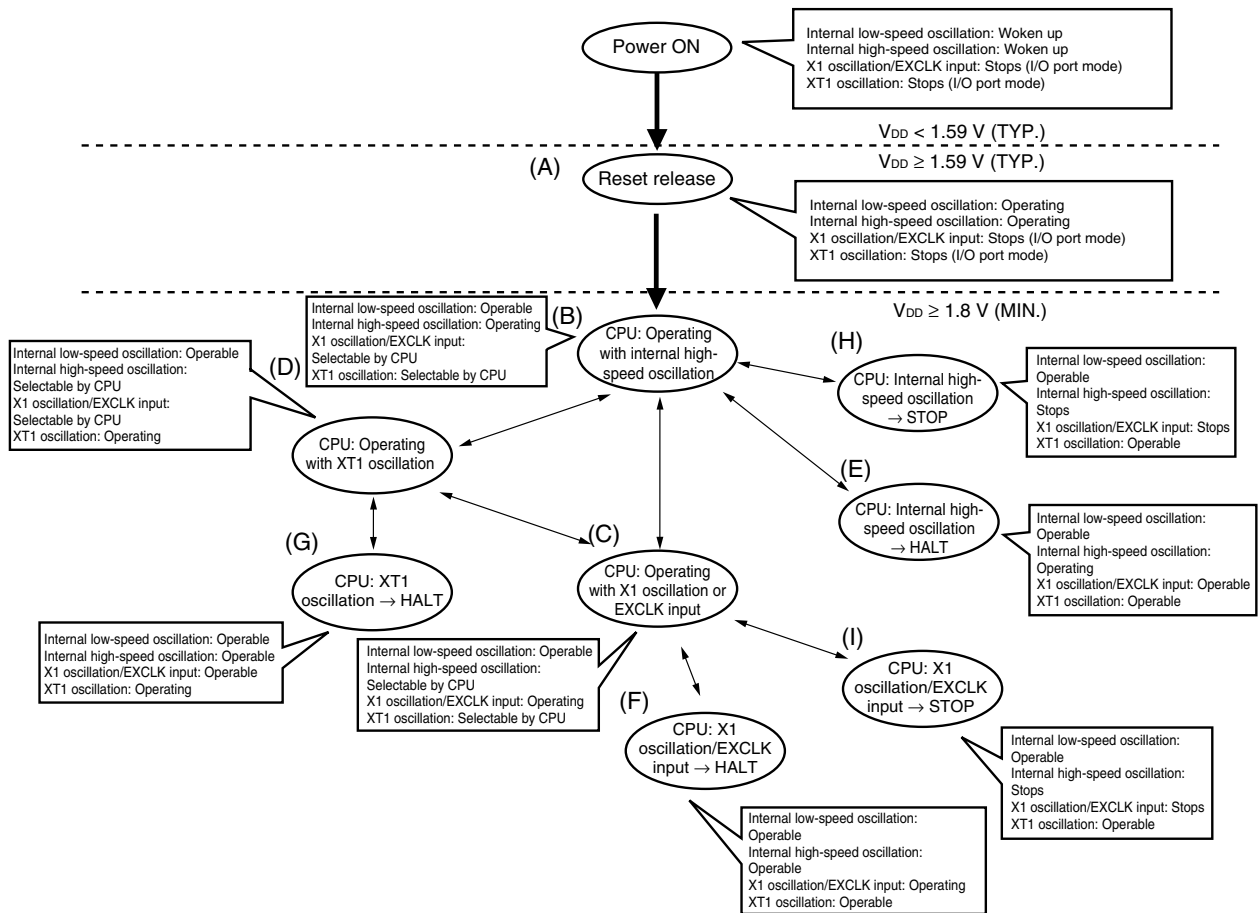 Power ON
Internal low-speed oscillation: Woken up
Internal high-speed oscillation: Woken up
X1 oscillation/EXCLK input: Stops (I/O port mode)
XT1 oscillation: Stops (I/O port mode)
VDD < 1.59 V (TYP.)
VDD ≥ 1.59 V (TYP.)
(A)
Reset release
Internal low-speed oscillation: Operating
Internal high-speed oscillation: Operating
X1 oscillation/EXCLK input: Stops (I/O port mode)
XT1 oscillation: Stops (I/O port mode)
VDD ≥ 1.8 V (MIN.)
Internal low-speed oscillation: Operable
Internal high-speed oscillation: Operating
X1 oscillation/EXCLK input:
Selectable by CPU
XT1 oscillation: Selectable by CPU
(B)
CPU: Operating
with internal high-
speed oscillation
Internal low-speed oscillation: Operable
Internal high-speed oscillation:
Selectable by CPU
X1 oscillation/EXCLK input:
Selectable by CPU
XT1 oscillation: Operating
(D)
CPU: Operating
with XT1 oscillation
(H)
CPU: Internal high-
speed oscillation
→ STOP
Internal low-speed oscillation:
Operable
Internal high-speed oscillation:
Stops
X1 oscillation/EXCLK input: Stops
XT1 oscillation: Operable
(E)
CPU: Internal high-
speed oscillation
→ HALT
Internal low-speed oscillation:
Operable
Internal high-speed oscillation:
Operating
X1 oscillation/EXCLK input: Operable
XT1 oscillation: Operable
(G)
CPU: XT1
oscillation → HALT
Internal low-speed oscillation: Operable
Internal high-speed oscillation: Operable
X1 oscillation/EXCLK input: Operable
XT1 oscillation: Operating
(C)
CPU: Operating
with X1 oscillation or
EXCLK input
Internal low-speed oscillation: Operable
Internal high-speed oscillation:
Selectable by CPU
X1 oscillation/EXCLK input: Operating
XT1 oscillation: Selectable by CPU
(I)
CPU: X1
oscillation/EXCLK
input → STOP
Internal low-speed oscillation:
Operable
Internal high-speed oscillation:
Stops
X1 oscillation/EXCLK input: Stops
XT1 oscillation: Operable
(F)
CPU: X1
oscillation/EXCLK
input → HALT
Internal low-speed oscillation:
Operable
Internal high-speed oscillation:
Operable
X1 oscillation/EXCLK input: Operating
XT1 oscillation: Operable